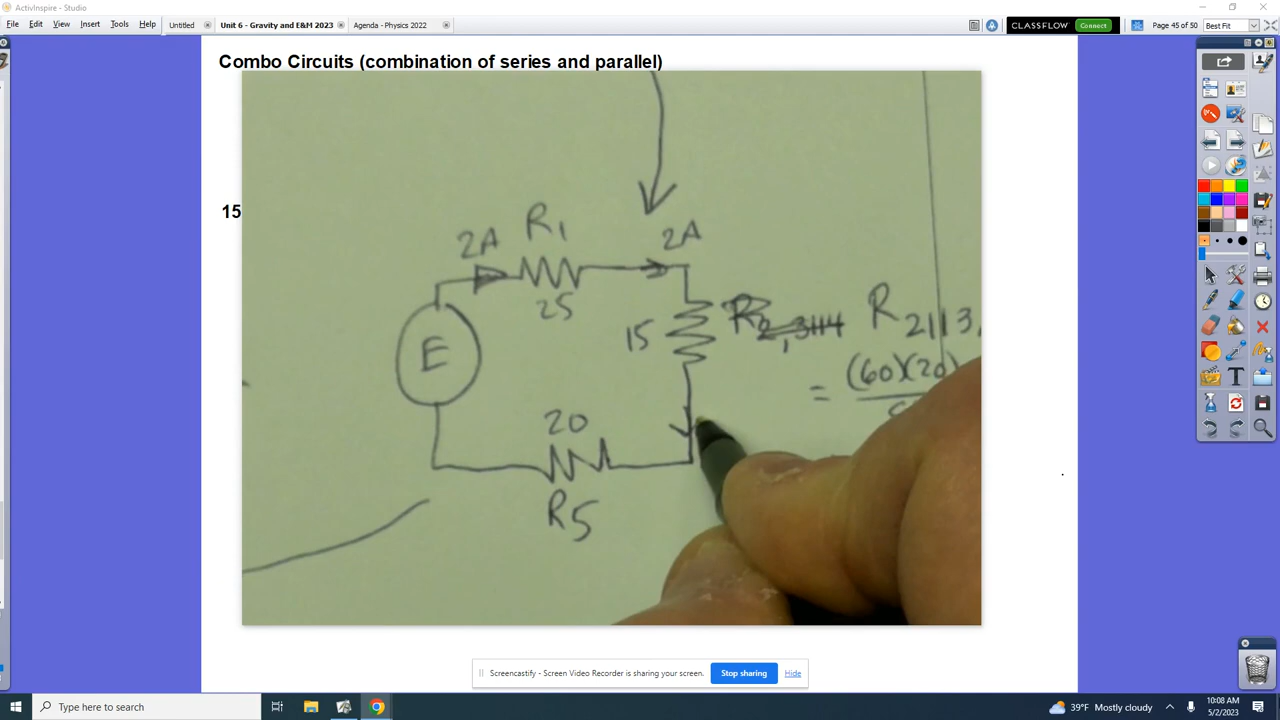 ActivInspire - Studio
File Edit View Insert Tools Help
Untitled
Unit 6 - Gravity and E&M 2023
Agenda - Physics 2022
CLASSFLOW Connect
Page 45 of 50
Best Fit
Combo Circuits (combination of series and parallel)
15
2A
R1
2A
25
E
15
R2113,
= (60)(20)
20
R5
Screencastify - Screen Video Recorder is sharing your screen.
Stop sharing
Hide
Type here to search
39°F Mostly cloudy
10:08 AM
5/2/2023